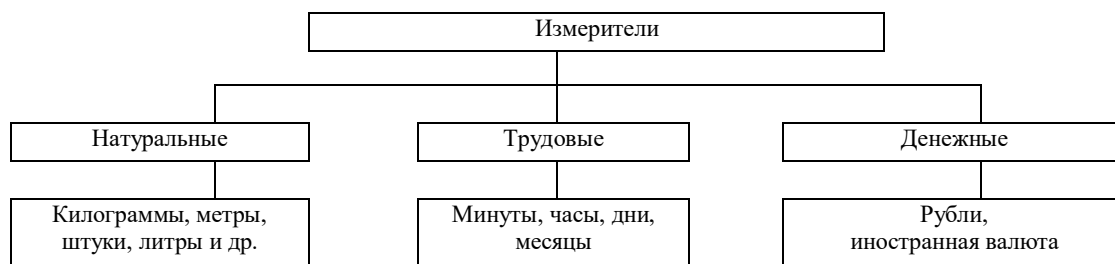 Измерители
Натуральные
Трудовые
Денежные
Килограммы, метры,
штуки, литры и др.
Минуты, часы, дни,
месяцы
Рубли,
иностранная валюта